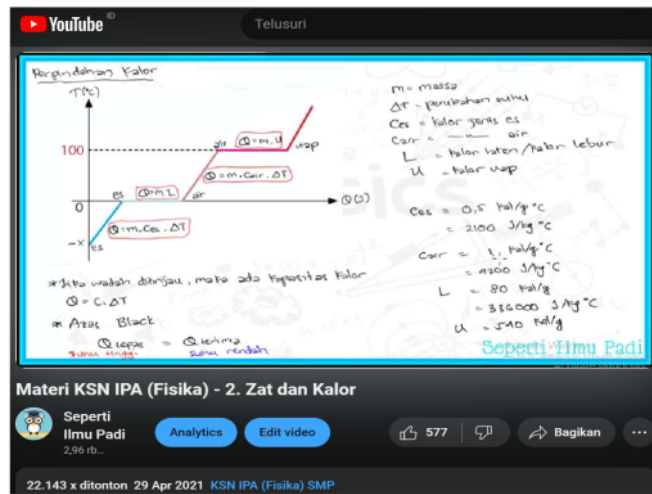 YouTube ID
Telusuri
Perpindahan Kalor
T(°C)
100
0
-x
es
es
Q=m.Ces.ΔT
Q=m.L
air
Q=m.Cair.ΔT
air
Q=m.U
uap
Q(J)
m = massa
ΔT = perubahan suhu
Ces = kalor jenis es
Cair = —"— air
L = kalor laten/kalor lebur
U = kalor uap
Ces = 0,5 kal/g °C
= 2100 J/kg °C
Cair = 1 kal/g °C
= 4200 J/kg °C
L = 80 kal/g
= 336000 J/kg °C
U = 540 kal/g
*Jika wadah ditinjau, maka ada kapasitas kalor
Q = C.ΔT
* Azas Black
Qlepas = Qterima
suhu tinggi suhu rendah
Seperti Ilmu Padi
Materi KSN IPA (Fisika) - 2. Zat dan Kalor
Seperti
Ilmu Padi
2,96 rb...
Analytics
Edit video
577
Bagikan
22.143 x ditonton 29 Apr 2021 KSN IPA (Fisika) SMP